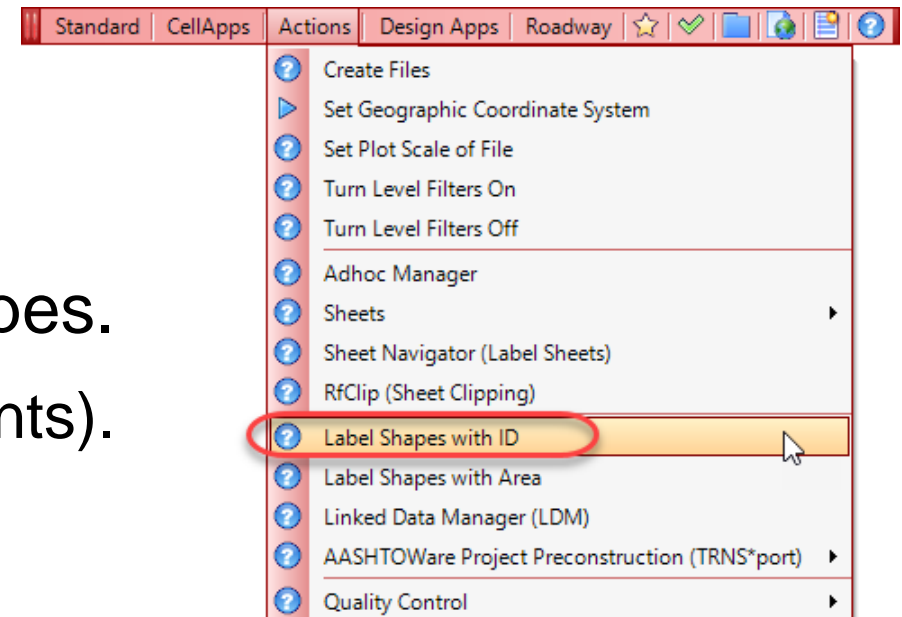 Standard CellApps Actions Design Apps Roadway
Create Files
Set Geographic Coordinate System
Set Plot Scale of File
Turn Level Filters On
Turn Level Filters Off
Adhoc Manager
Sheets
Sheet Navigator (Label Sheets)
RfClip (Sheet Clipping)
Label Shapes with ID
Label Shapes with Area
Linked Data Manager (LDM)
AASHTOWare Project Preconstruction (TRNS*port)
Quality Control